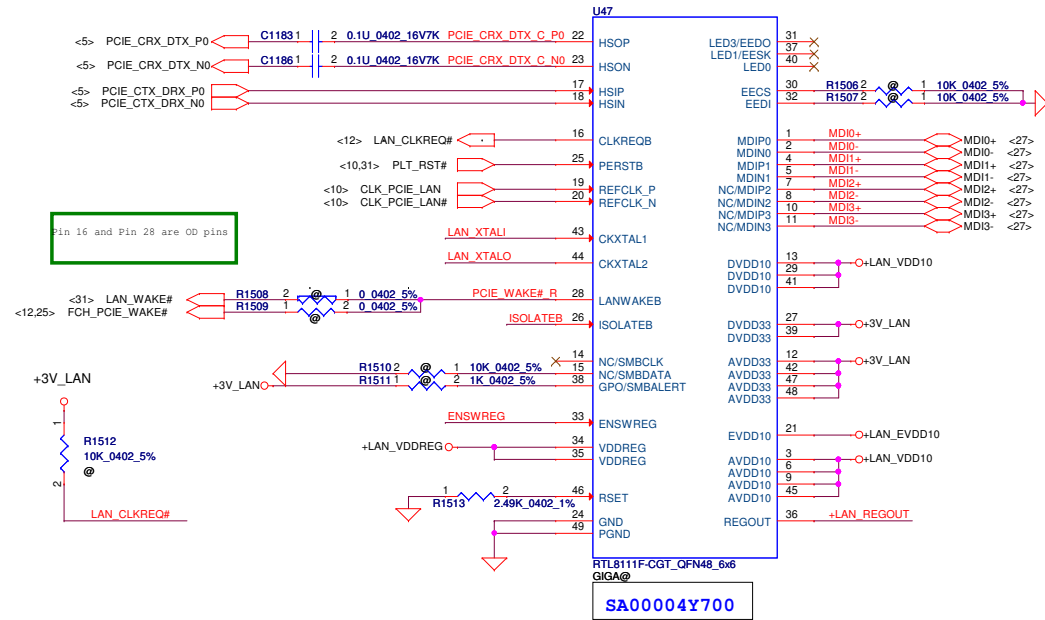 U47
<5> PCIE_CRX_DTX_P0 C1183 1 2 0.1U_0402_16V7K PCIE_CRX_DTX_C_P0 22 HSOP
<5> PCIE_CRX_DTX_N0 C1186 1 2 0.1U_0402_16V7K PCIE_CRX_DTX_C_N0 23 HSON
<5> PCIE_CTX_DRX_P0 17 HSIP
<5> PCIE_CTX_DRX_N0 18 HSIN
<12> LAN_CLKREQ# 16 CLKREQB
<10,31> PLT_RST# 25 PERSTB
<10> CLK_PCIE_LAN 19 REFCLK_P
<10> CLK_PCIE_LAN# 20 REFCLK_N
LAN_XTALI 43 CKXTAL1
LAN_XTALO 44 CKXTAL2
Pin 16 and Pin 28 are OD pins
<31> LAN_WAKE# R1508 2 @ 1 0_0402_5% PCIE_WAKE#_R 28 LANWAKEB
<12,25> FCH_PCIE_WAKE# R1509 1 @ 2 0_0402_5%
ISOLATEB 26 ISOLATEB
14 NC/SMBCLK
R1510 2 @ 1 10K_0402_5% 15 NC/SMBDATA
+3V_LAN R1511 1 @ 2 1K_0402_5% 38 GPO/SMBALERT
ENSWREG 33 ENSWREG
+LAN_VDDREG 34 VDDREG
35 VDDREG
R1513 1 2 2.49K_0402_1% 46 RSET
24 GND
49 PGND
+3V_LAN
1
R1512
10K_0402_5%
@
2
LAN_CLKREQ#
LED3/EEDO 31
LED1/EESK 37
LED0 40
EECS 30 R1506 2 @ 1 10K_0402_5%
EEDI 32 R1507 2 @ 1 10K_0402_5%
MDIP0 1 MDI0+ MDI0+ <27>
MDIN0 2 MDI0- MDI0- <27>
MDIP1 4 MDI1+ MDI1+ <27>
MDIN1 5 MDI1- MDI1- <27>
NC/MDIP2 7 MDI2+ MDI2+ <27>
NC/MDIN2 8 MDI2- MDI2- <27>
NC/MDIP3 10 MDI3+ MDI3+ <27>
NC/MDIN3 11 MDI3- MDI3- <27>
DVDD10 13 +LAN_VDD10
DVDD10 29
DVDD10 41
DVDD33 27 +3V_LAN
DVDD33 39
AVDD33 12 +3V_LAN
AVDD33 42
AVDD33 47
AVDD33 48
EVDD10 21 +LAN_EVDD10
AVDD10 3 +LAN_VDD10
AVDD10 6
AVDD10 9
AVDD10 45
REGOUT 36 +LAN_REGOUT
RTL8111F-CGT_QFN48_6x6
GIGA@
SA00004Y700